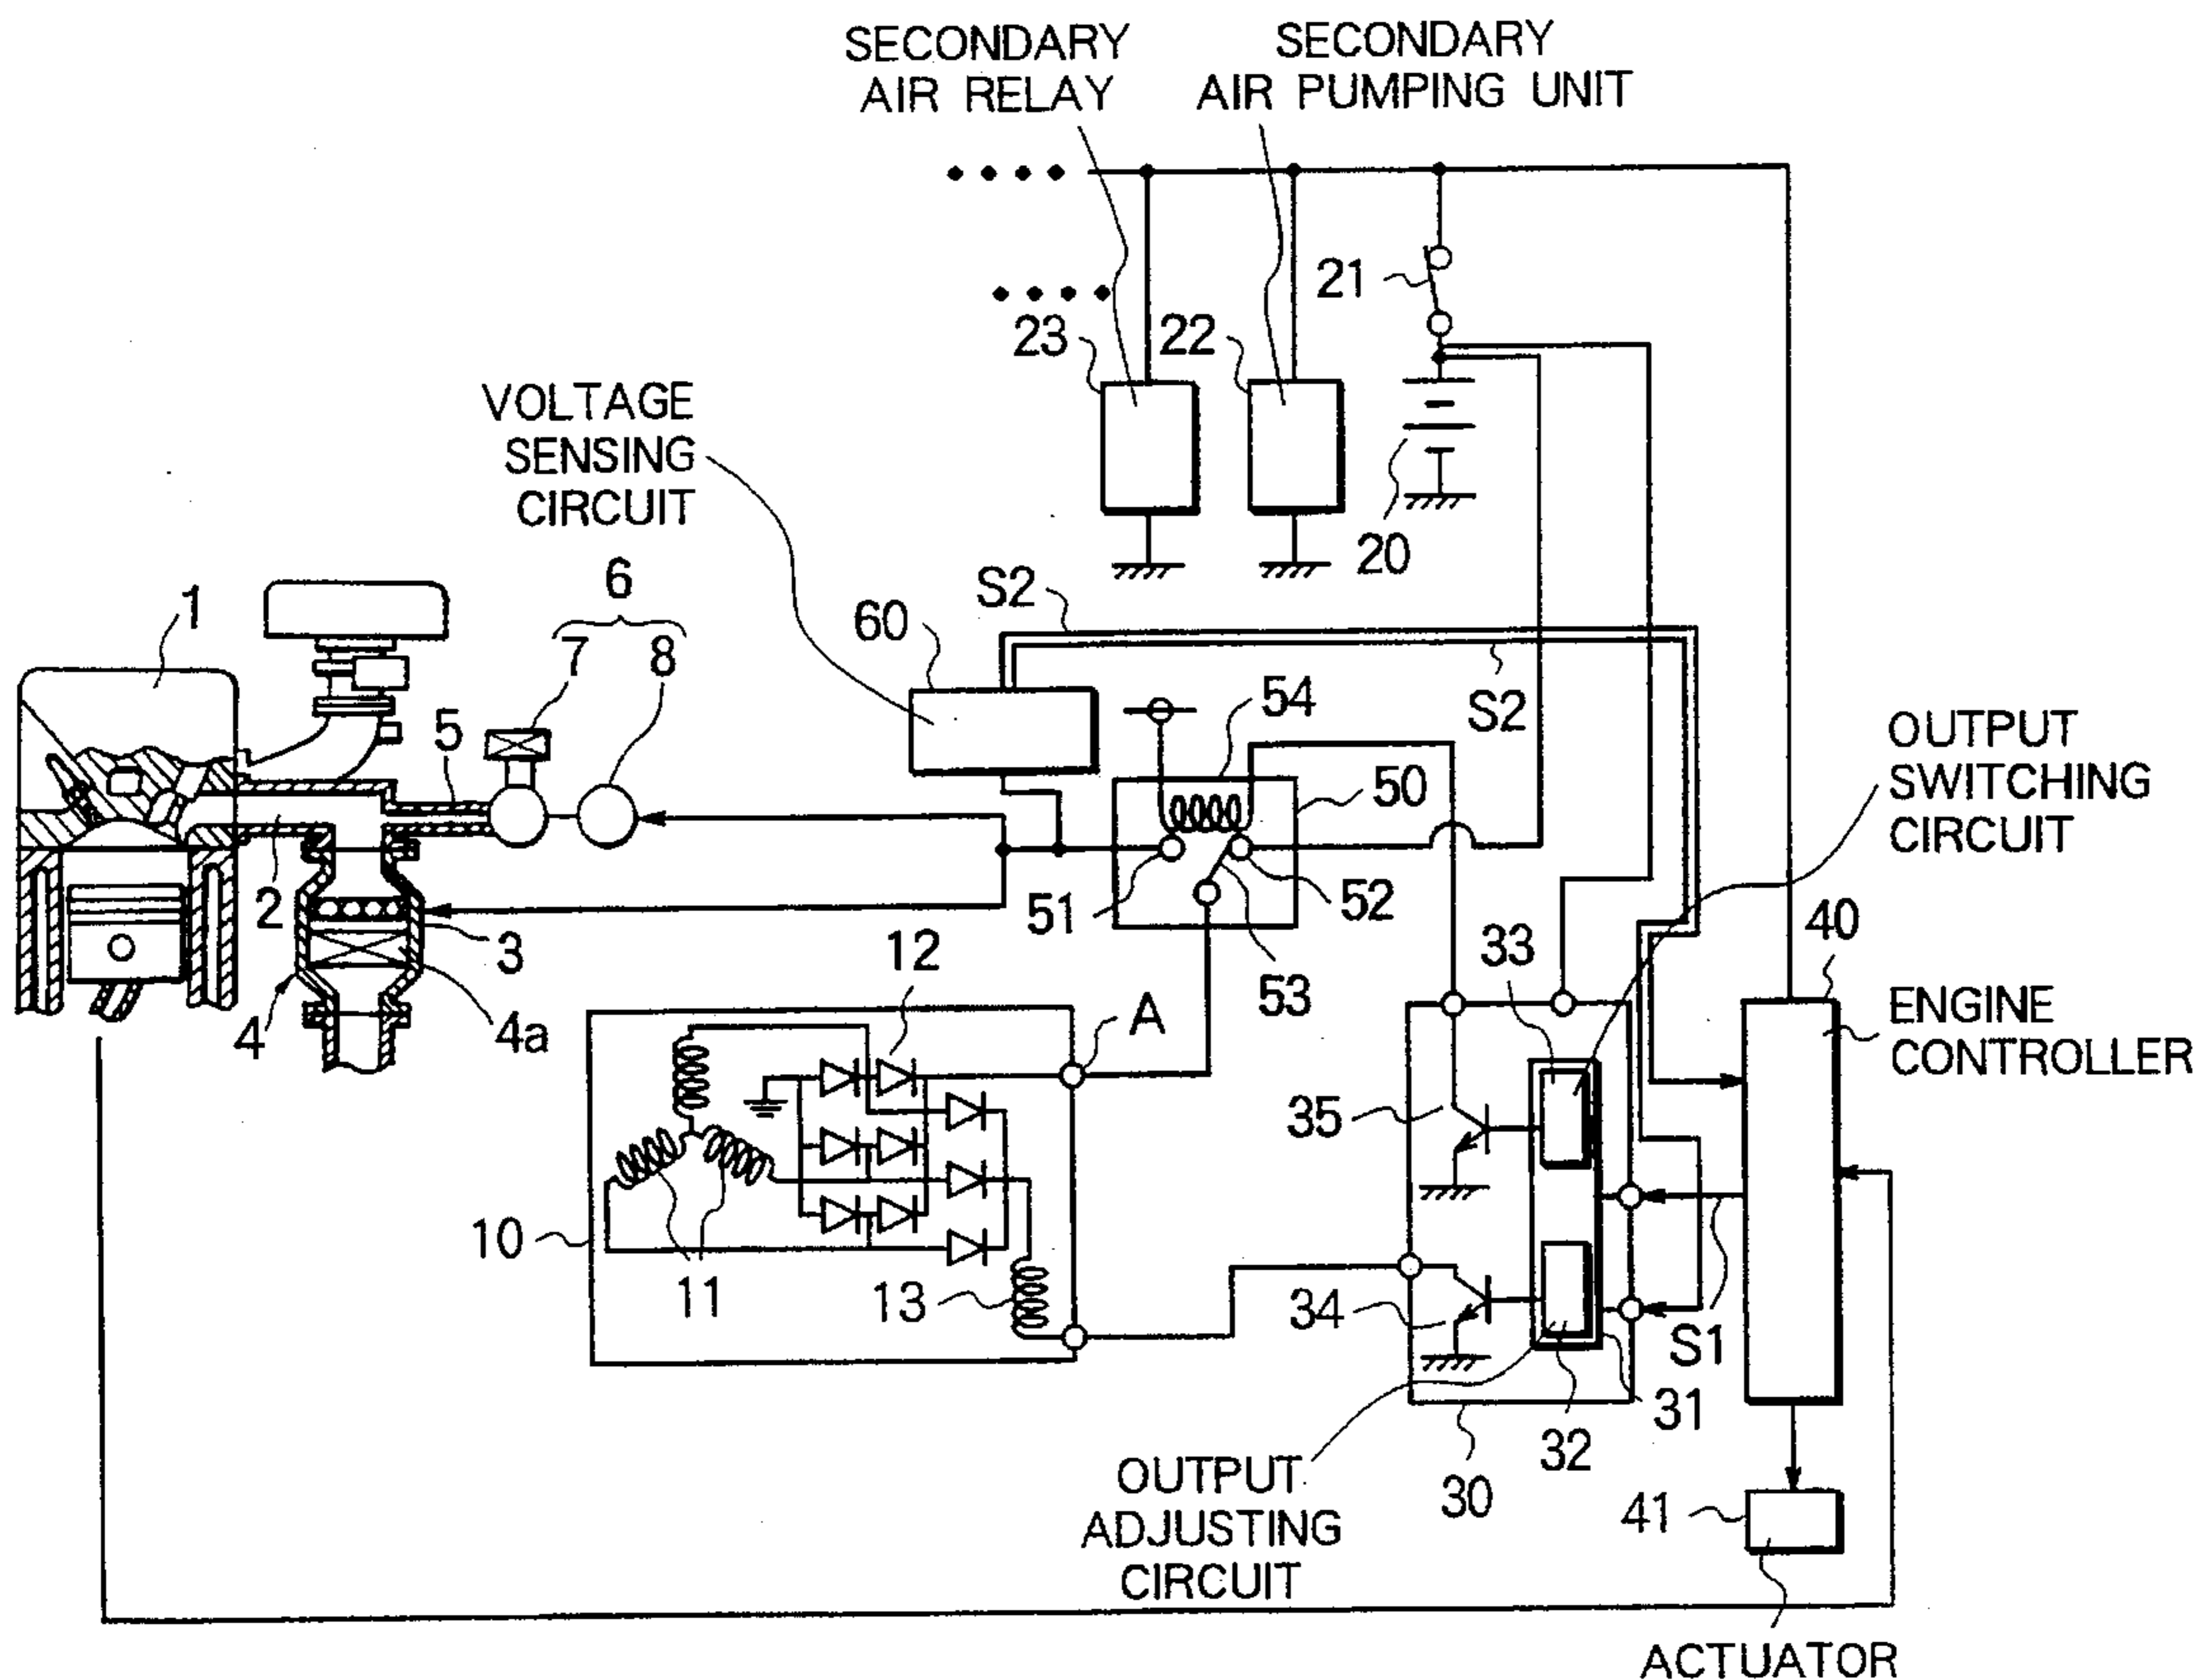 SECONDARY
AIR RELAY
SECONDARY
AIR PUMPING UNIT
21
23
22
VOLTAGE
SENSING
CIRCUIT
20
S2
6
1
60
7
8
S2
54
OUTPUT
SWITCHING
CIRCUIT
5
50
2
51
52
40
3
33
12
53
A
ENGINE
CONTROLLER
4
4a
35
10
11
13
34
S1
31
32
30
OUTPUT
ADJUSTING
CIRCUIT
41
ACTUATOR